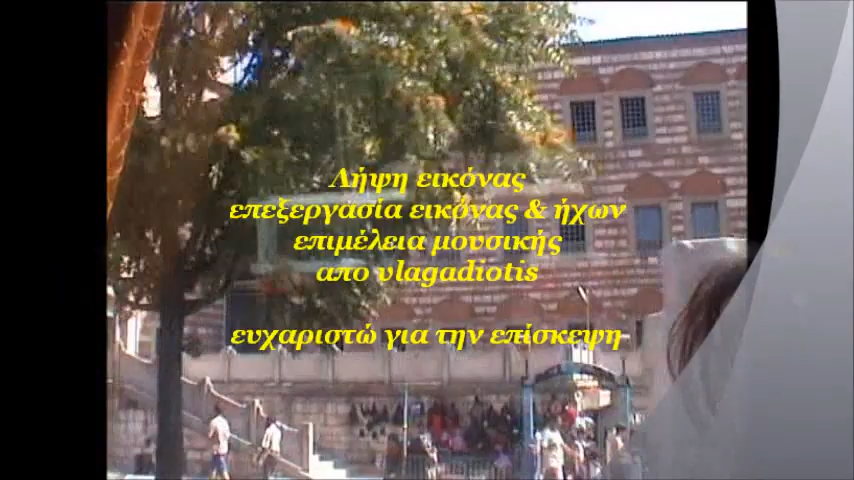 Λήψη εικόνας
επεξεργασία εικόνας & ήχων
επιμέλεια μουσικής
απο vlagadiotis
ευχαριστώ για την επίσκεψη